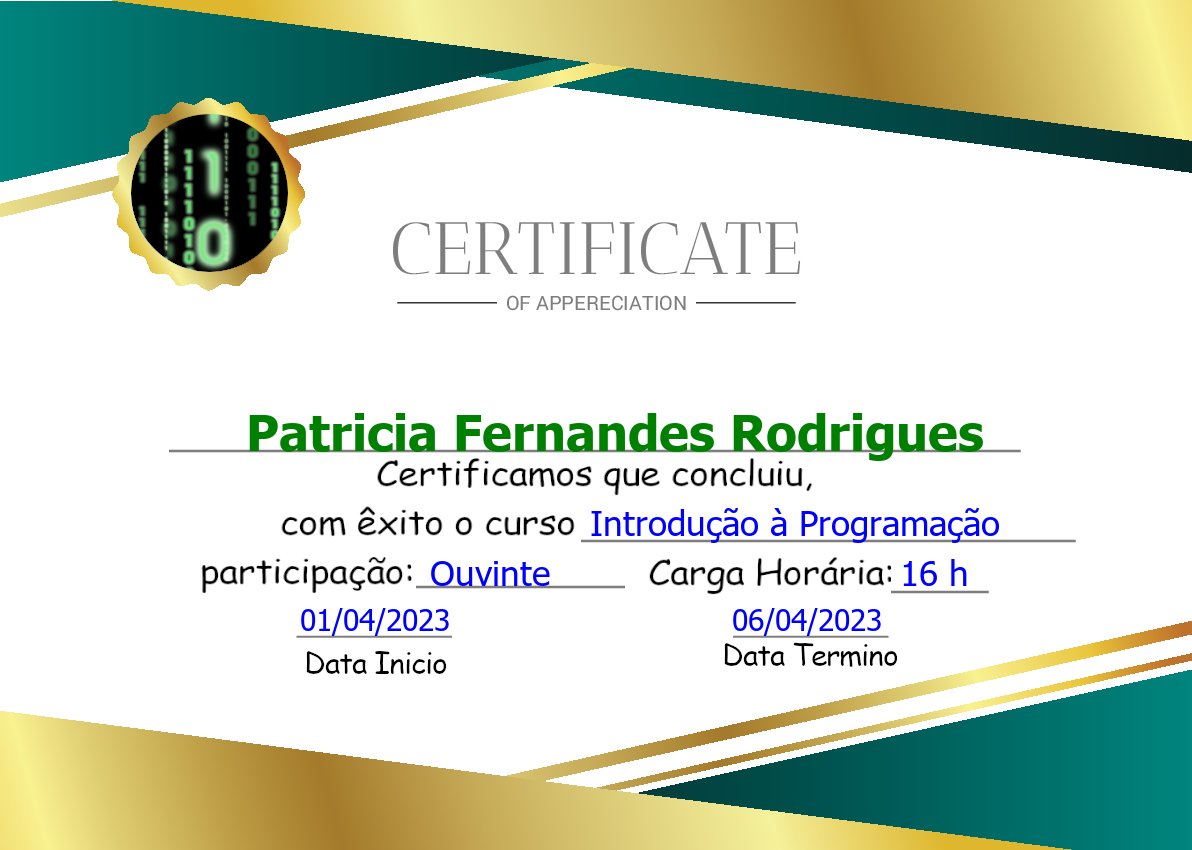 CERTIFICATE
OF APPERECIATION
Patricia Fernandes Rodrigues
Certificamos que concluiu,
com êxito o curso Introdução à Programação
participação: Ouvinte Carga Horária: 16 h
01/04/2023 06/04/2023
Data Inicio Data Termino